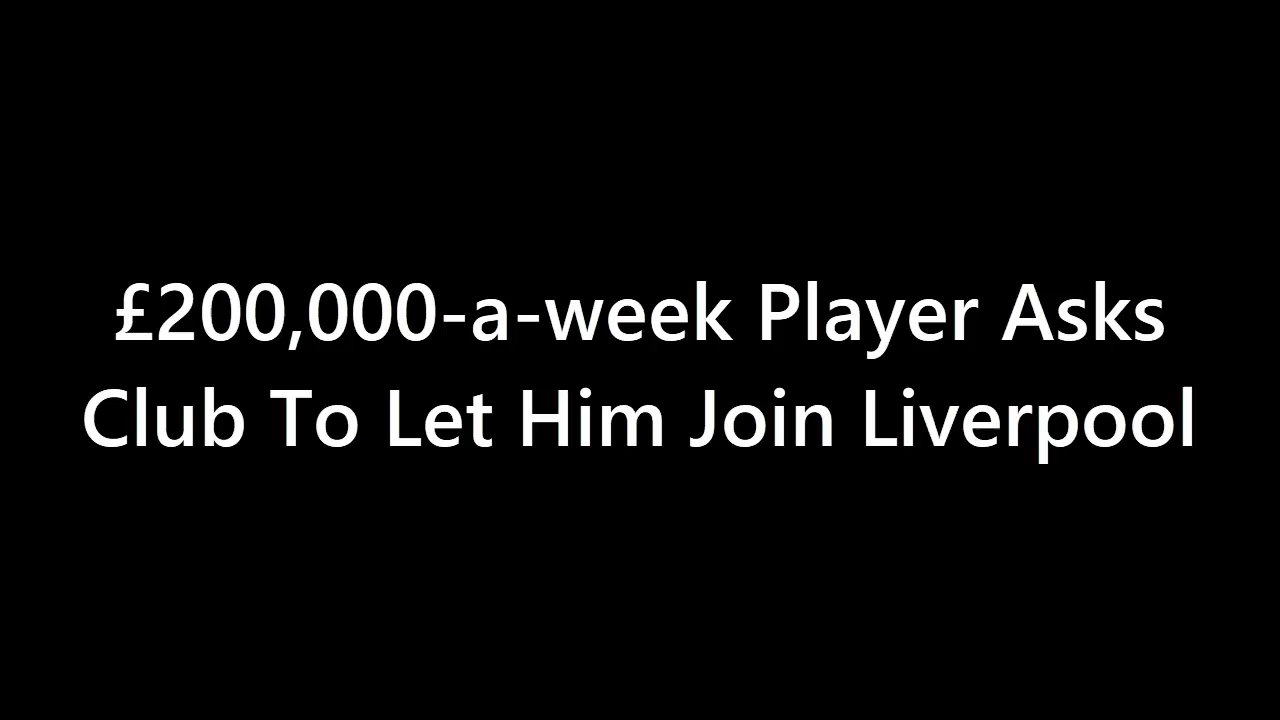 £200,000-a-week Player Asks
Club To Let Him Join Liverpool